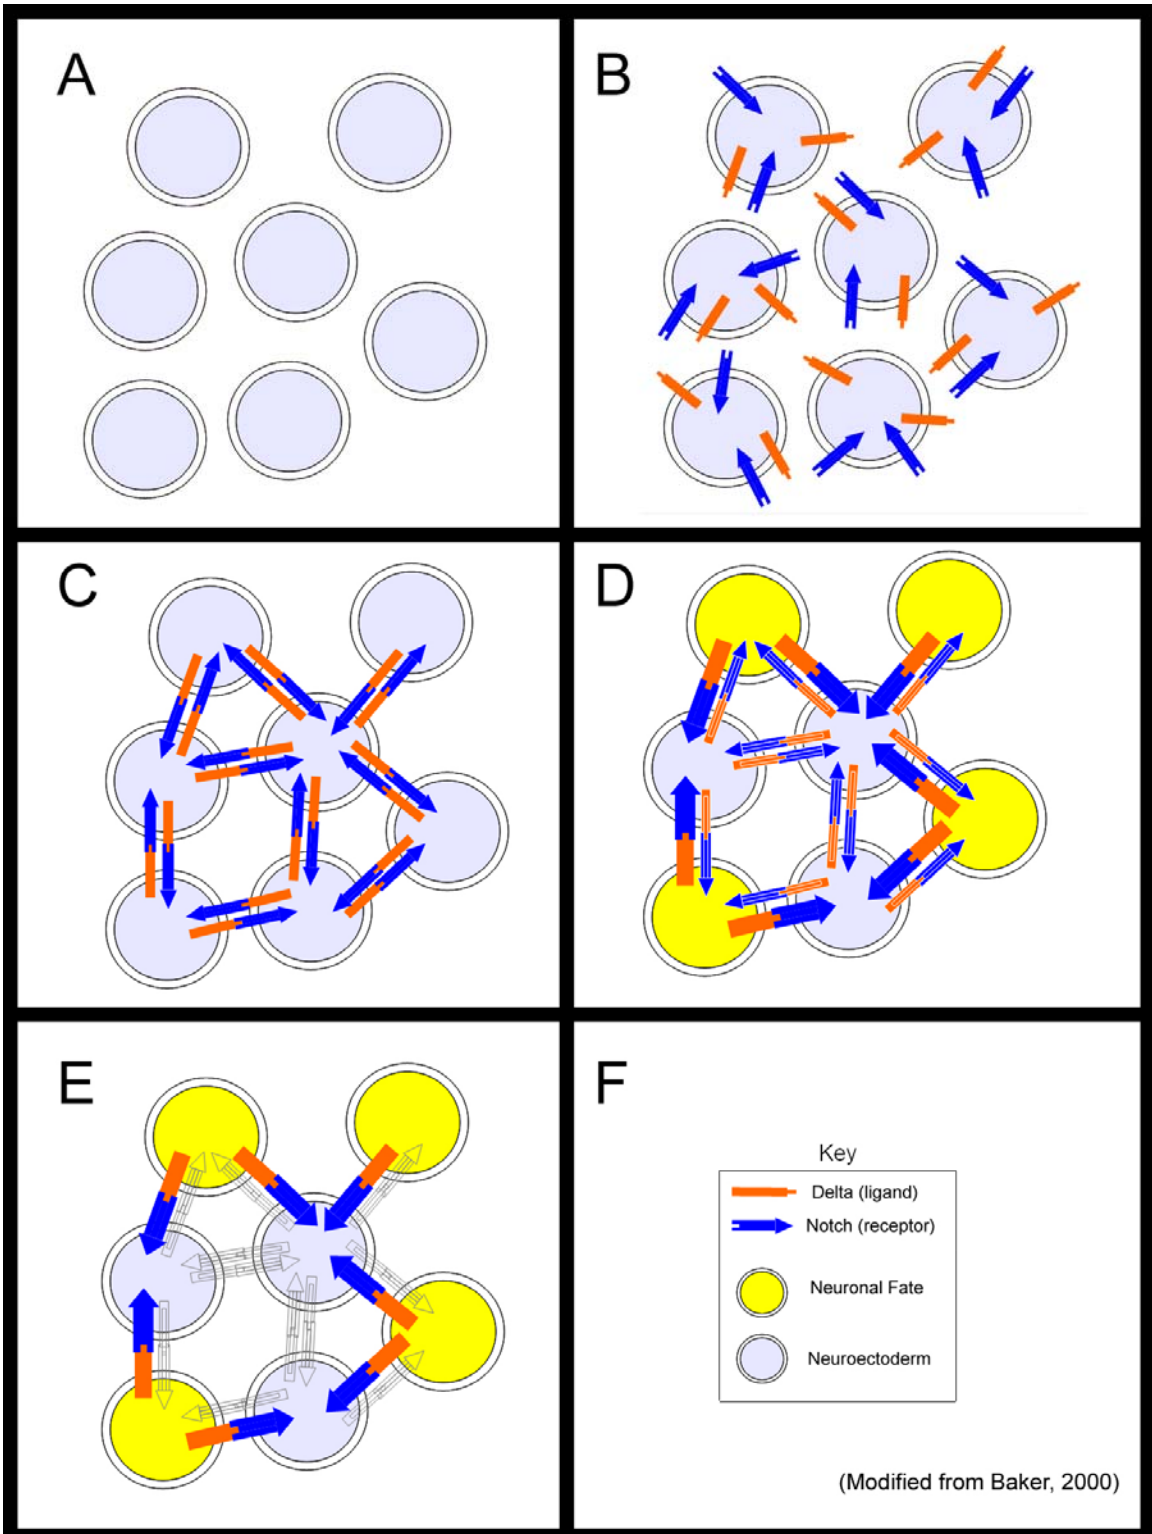 A
B
C
D
E
F
Key
Delta (ligand)
Notch (receptor)
Neuronal Fate
Neuroectoderm
(Modified from Baker, 2000)